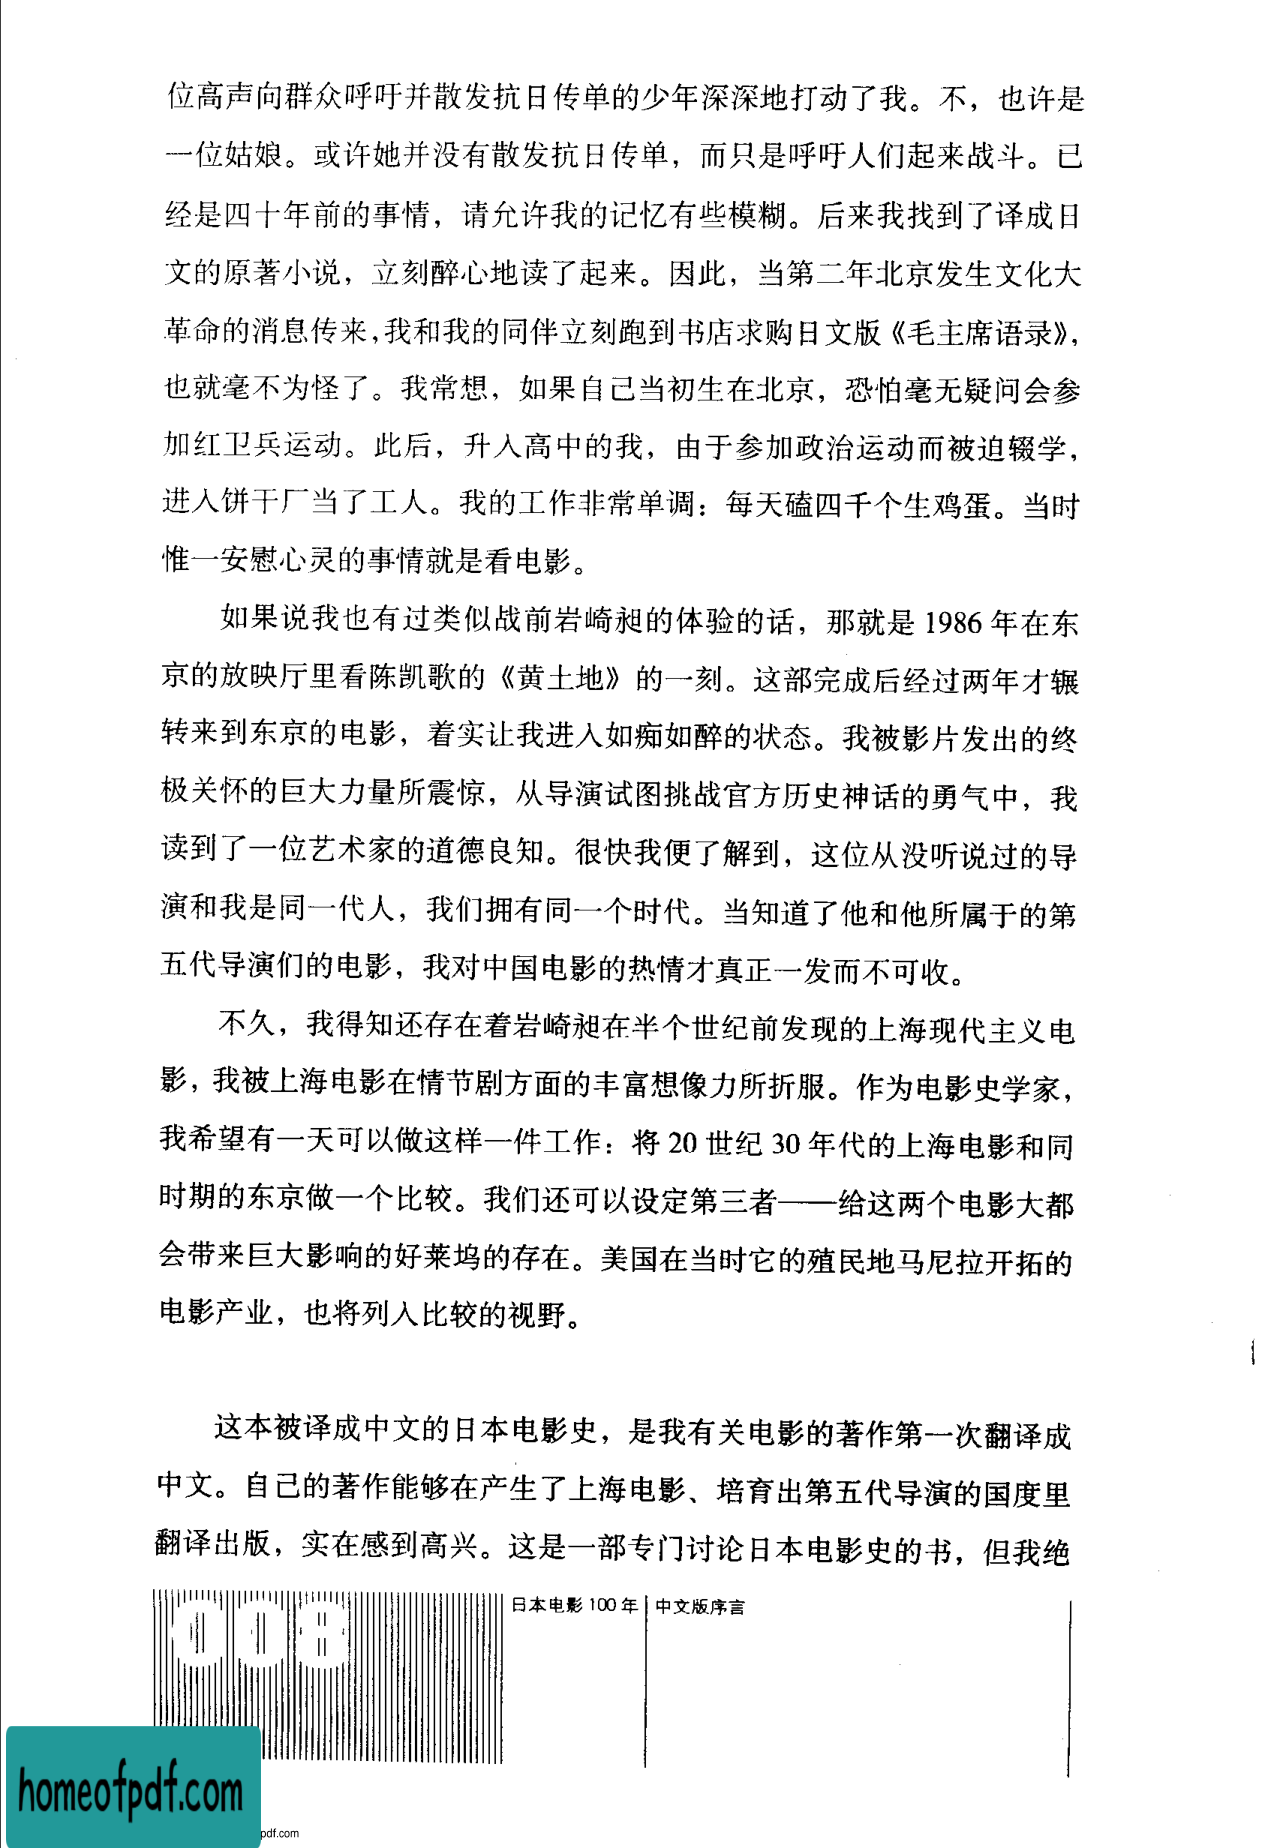 位高声向群众呼吁并散发抗日传单的少年深深地打动了我。不，也许是
一位姑娘。或许她并没有散发抗日传单，而只是呼吁人们起来战斗。已
经是四十年前的事情，请允许我的记忆有些模糊。后来我找到了译成日
文的原著小说，立刻醉心地读了起来。因此，当第二年北京发生文化大
革命的消息传来，我和我的同伴立刻跑到书店求购日文版《毛主席语录》，
也就毫不为怪了。我常想，如果自己当初生在北京，恐怕毫无疑问会参
加红卫兵运动。此后，升入高中的我，由于参加政治运动而被迫辍学，
进入饼干厂当了工人。我的工作非常单调：每天磕四千个生鸡蛋。当时
惟一安慰心灵的事情就是看电影。
如果说我也有过类似战前岩崎昶的体验的话，那就是 1986 年在东
京的放映厅里看陈凯歌的《黄土地》的一刻。这部完成后经过两年才辗
转来到东京的电影，着实让我进入如痴如醉的状态。我被影片发出的终
极关怀的巨大力量所震惊，从导演试图挑战官方历史神话的勇气中，我
读到了一位艺术家的道德良知。很快我便了解到，这位从没听说过的导
演和我是同一代人，我们拥有同一个时代。当知道了他和他所属于的第
五代导演们的电影，我对中国电影的热情才真正一发而不可收。
不久，我得知还存在着岩崎昶在半个世纪前发现的上海现代主义电
影，我被上海电影在情节剧方面的丰富想像力所折服。作为电影史学家，
我希望有一天可以做这样一件工作：将 20 世纪 30 年代的上海电影和同
时期的东京做一个比较。我们还可以设定第三者——给这两个电影大都
会带来巨大影响的好莱坞的存在。美国在当时它的殖民地马尼拉开拓的
电影产业，也将列入比较的视野。
这本被译成中文的日本电影史，是我有关电影的著作第一次翻译成
中文。自己的著作能够在产生了上海电影、培育出第五代导演的国度里
翻译出版，实在感到高兴。这是一部专门讨论日本电影史的书，但我绝
008
日本电影 100 年
中文版序言
homeofpdf.com
pdf.com